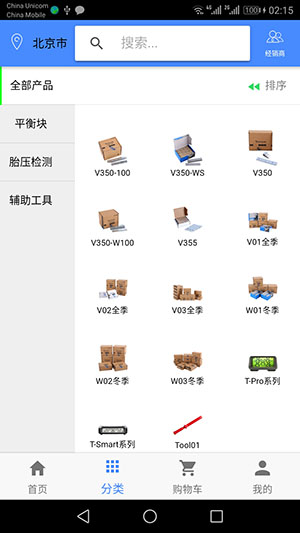 China Unicom
China Mobile
4G 2G 100 02:15
北京市 搜索... 经销商
全部产品 排序
平衡块
胎压检测
辅助工具
V350-100 V350-WS V350
V350-W100 V355 V01全季
V02全季 V03全季 W01冬季
W02冬季 W03冬季 T-Pro系列
T-Smart系列 Tool01
首页 分类 购物车 我的